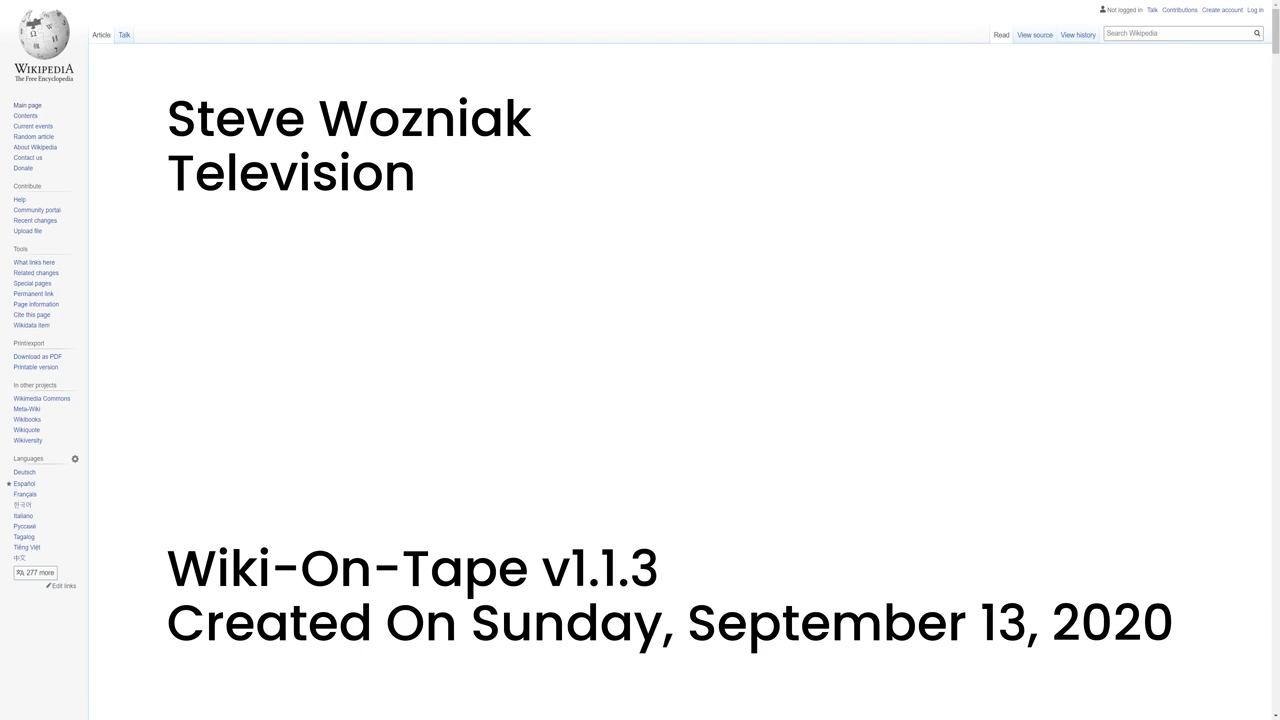 Not logged in Talk Contributions Create account Log in
Article Talk Read View source View history Search Wikipedia
WIKIPEDIA
The Free Encyclopedia
Main page
Contents
Current events
Random article
About Wikipedia
Contact us
Donate
Contribute
Help
Community portal
Recent changes
Upload file
Tools
What links here
Related changes
Special pages
Permanent link
Page information
Cite this page
Wikidata item
Print/export
Download as PDF
Printable version
In other projects
Wikimedia Commons
Meta-Wiki
Wikibooks
Wikiquote
Wikiversity
Languages
Deutsch
Español
Français
한국어
Italiano
Русский
Tagalog
Tiếng Việt
中文
277 more
Edit links
Steve Wozniak
Television
Wiki-On-Tape v1.1.3
Created On Sunday, September 13, 2020